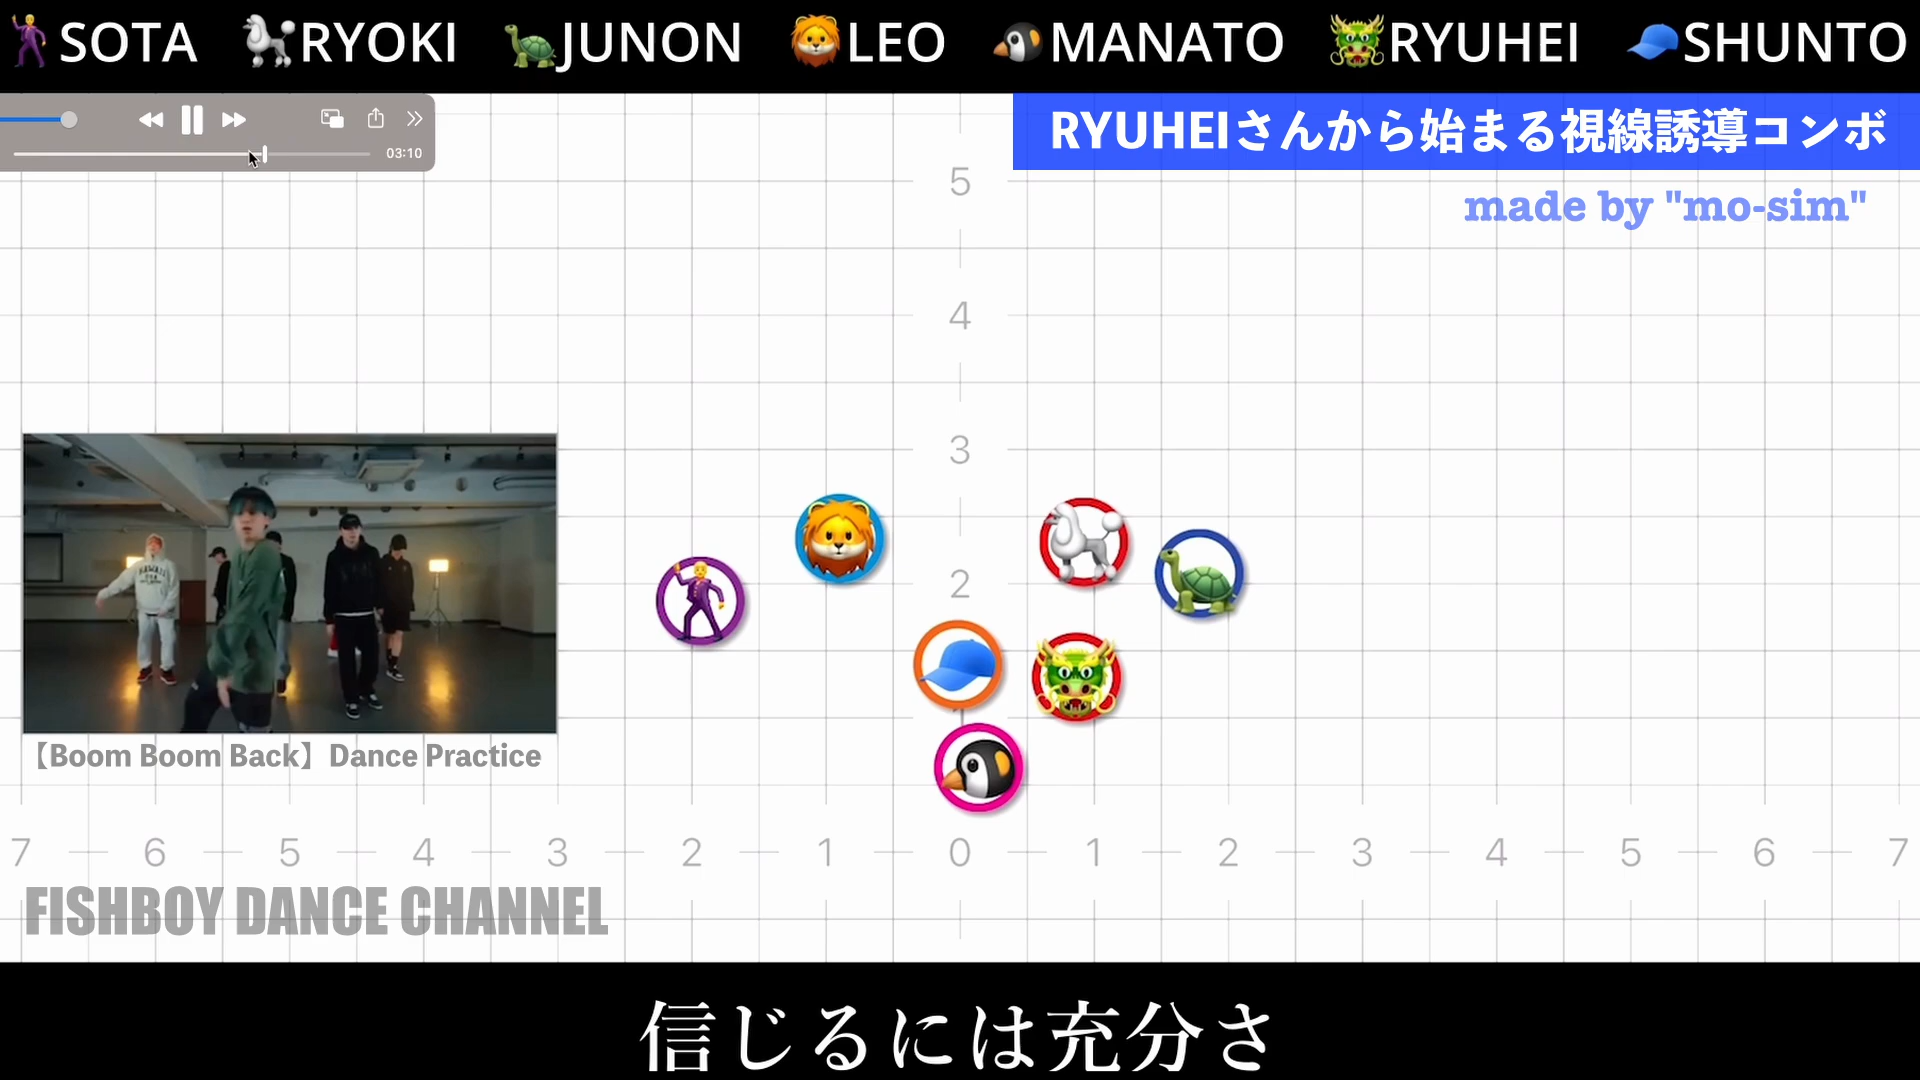 SOTA RYOKI JUNON LEO MANATO RYUHEI SHUNTO
03:10
RYUHEIさんから始まる視線誘導コンボ
made by "mo-sim"
5
4
3
2
【Boom Boom Back】Dance Practice
7 6 5 4 3 2 1 0 1 2 3 4 5 6 7
FISHBOY DANCE CHANNEL
信じるには充分さ